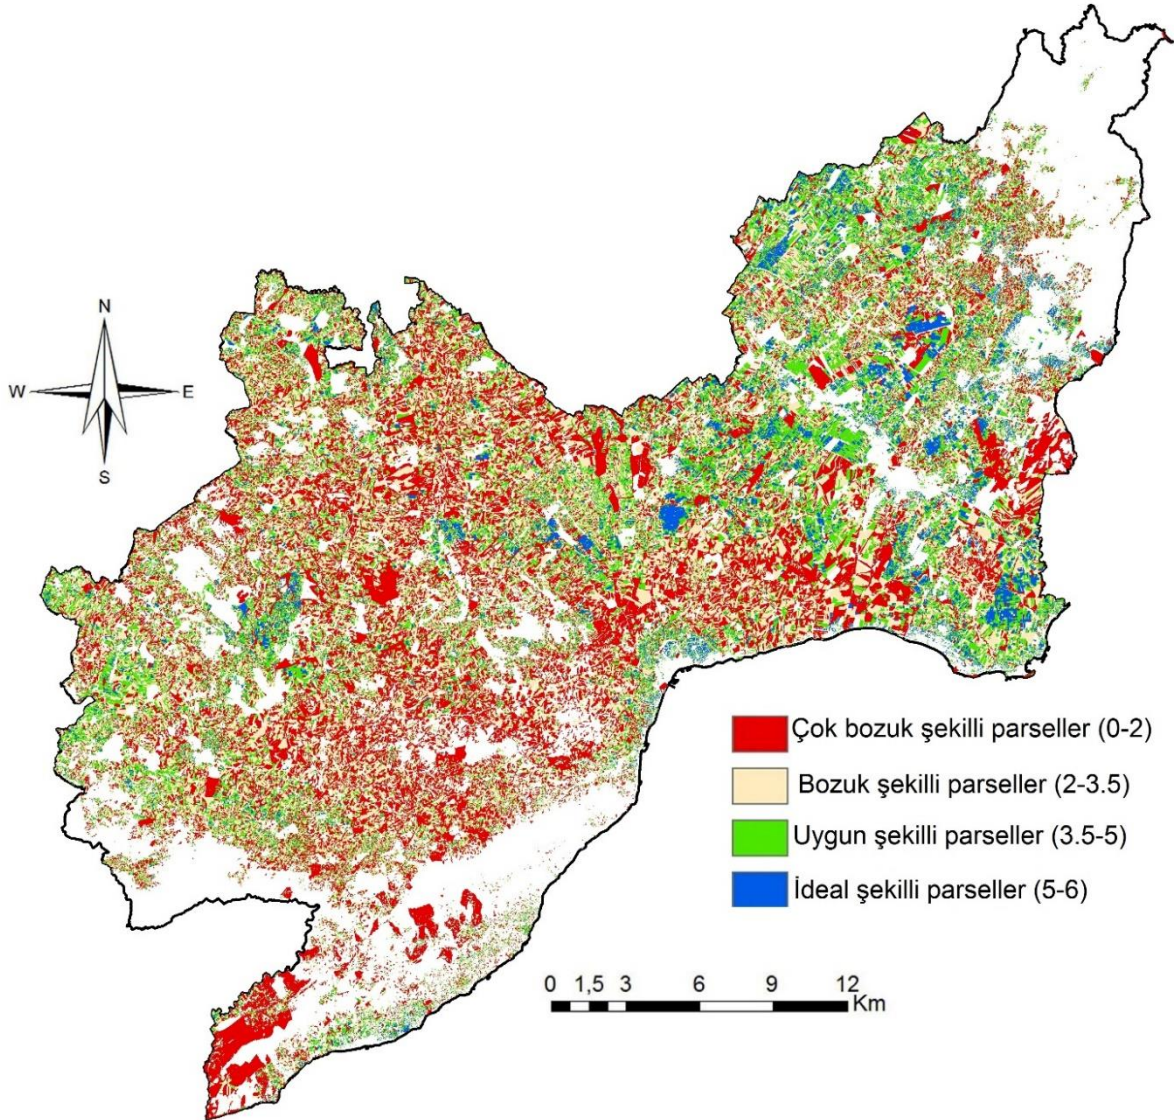 N
W E
S
Çok bozuk şekilli parseller (0-2)
Bozuk şekilli parseller (2-3.5)
Uygun şekilli parseller (3.5-5)
İdeal şekilli parseller (5-6)
0 1,5 3 6 9 12
Km